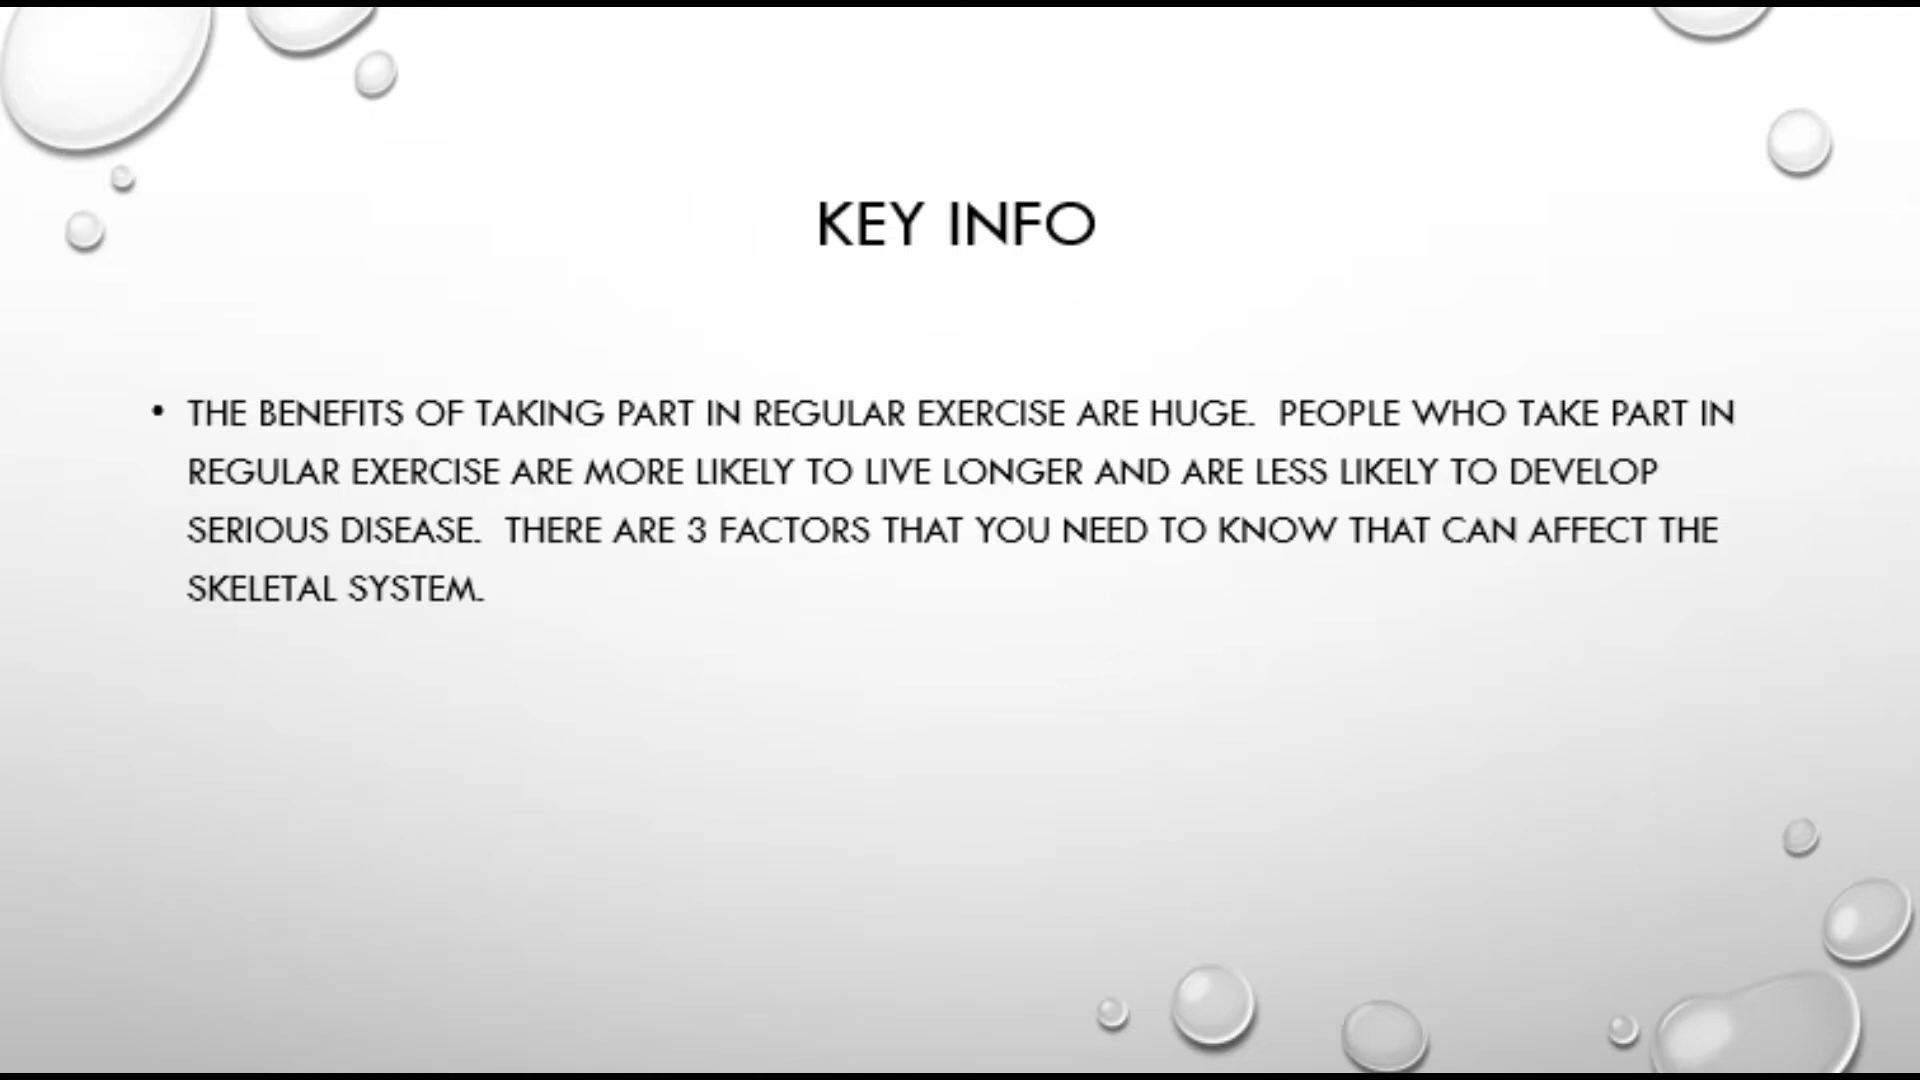 KEY INFO
• THE BENEFITS OF TAKING PART IN REGULAR EXERCISE ARE HUGE.  PEOPLE WHO TAKE PART IN
REGULAR EXERCISE ARE MORE LIKELY TO LIVE LONGER AND ARE LESS LIKELY TO DEVELOP
SERIOUS DISEASE.  THERE ARE 3 FACTORS THAT YOU NEED TO KNOW THAT CAN AFFECT THE
SKELETAL SYSTEM.